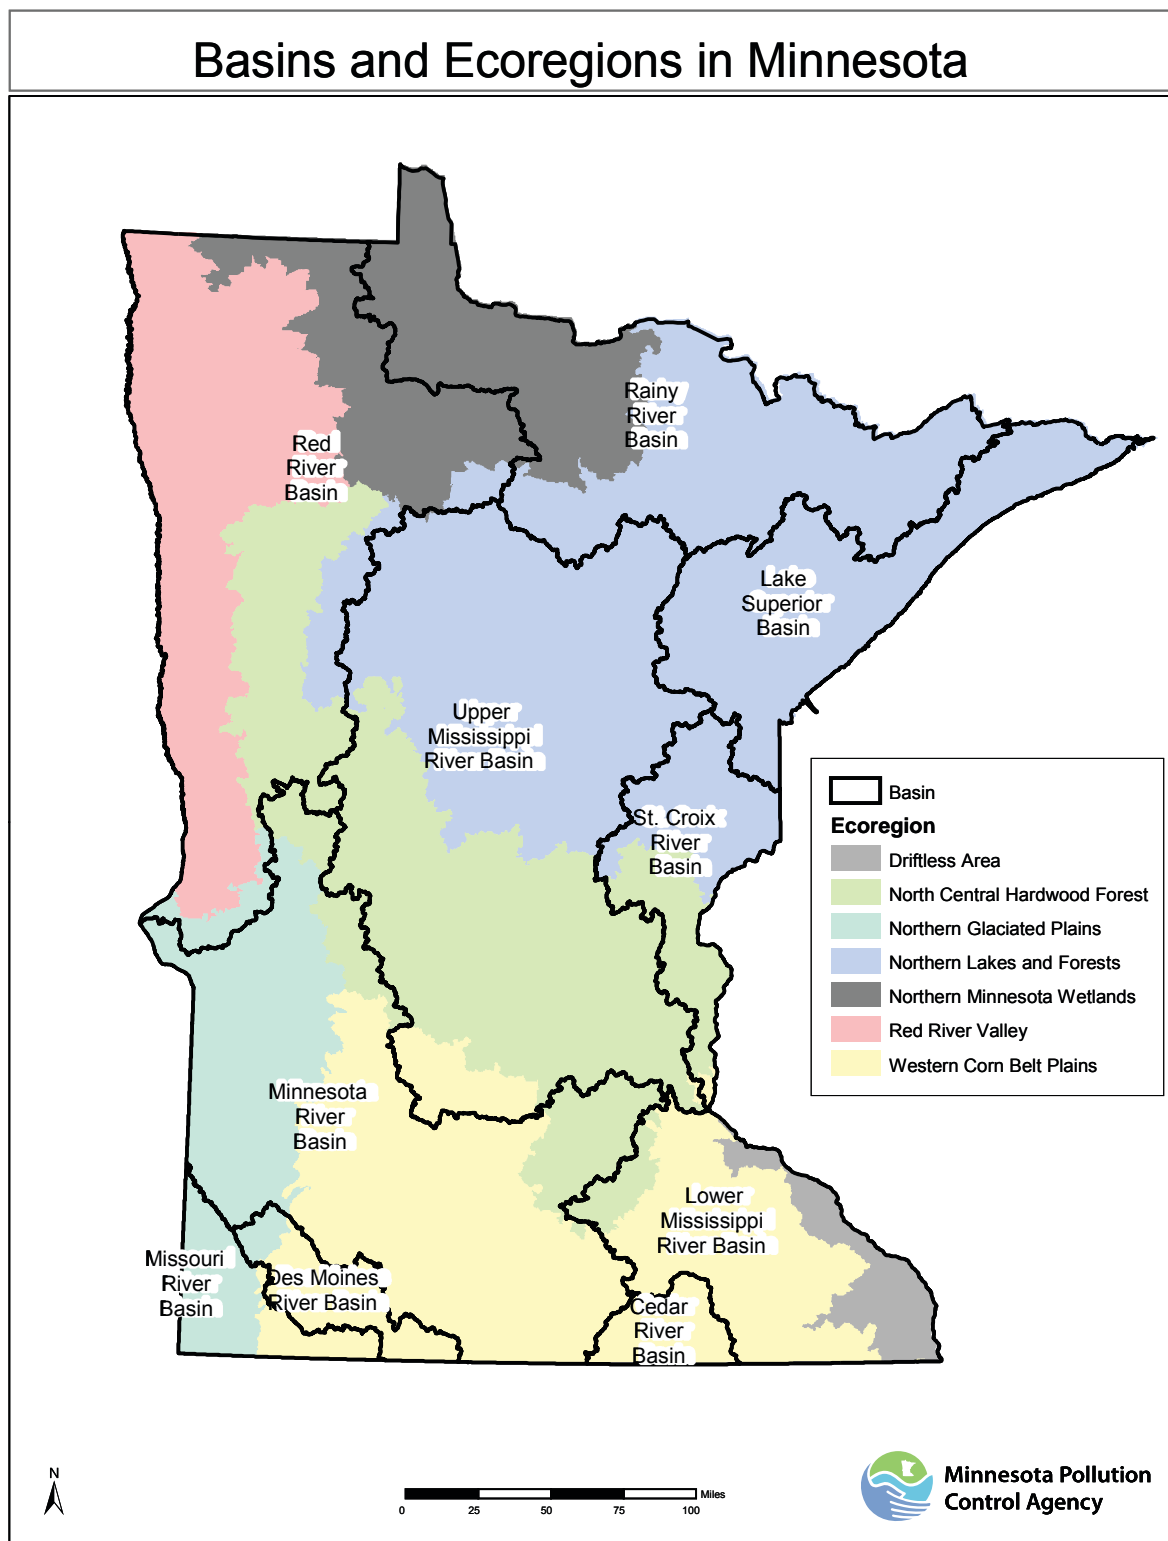 Basins and Ecoregions in Minnesota
Rainy
River
Basin
Red
River
Basin
Lake
Superior
Basin
Upper
Mississippi
River Basin
St. Croix
River
Basin
Basin
Ecoregion
Driftless Area
North Central Hardwood Forest
Northern Glaciated Plains
Northern Lakes and Forests
Northern Minnesota Wetlands
Red River Valley
Western Corn Belt Plains
Minnesota
River
Basin
Lower
Mississippi
River Basin
Missouri
River
Basin
Des Moines
River Basin
Cedar
River
Basin
N
0 25 50 75 100 Miles
Minnesota Pollution
Control Agency